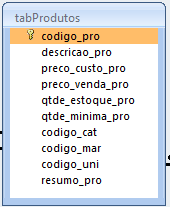 tabProdutos
codigo_pro
descricao_pro
preco_custo_pro
preco_venda_pro
qtde_estoque_pro
qtde_minima_pro
codigo_cat
codigo_mar
codigo_uni
resumo_pro